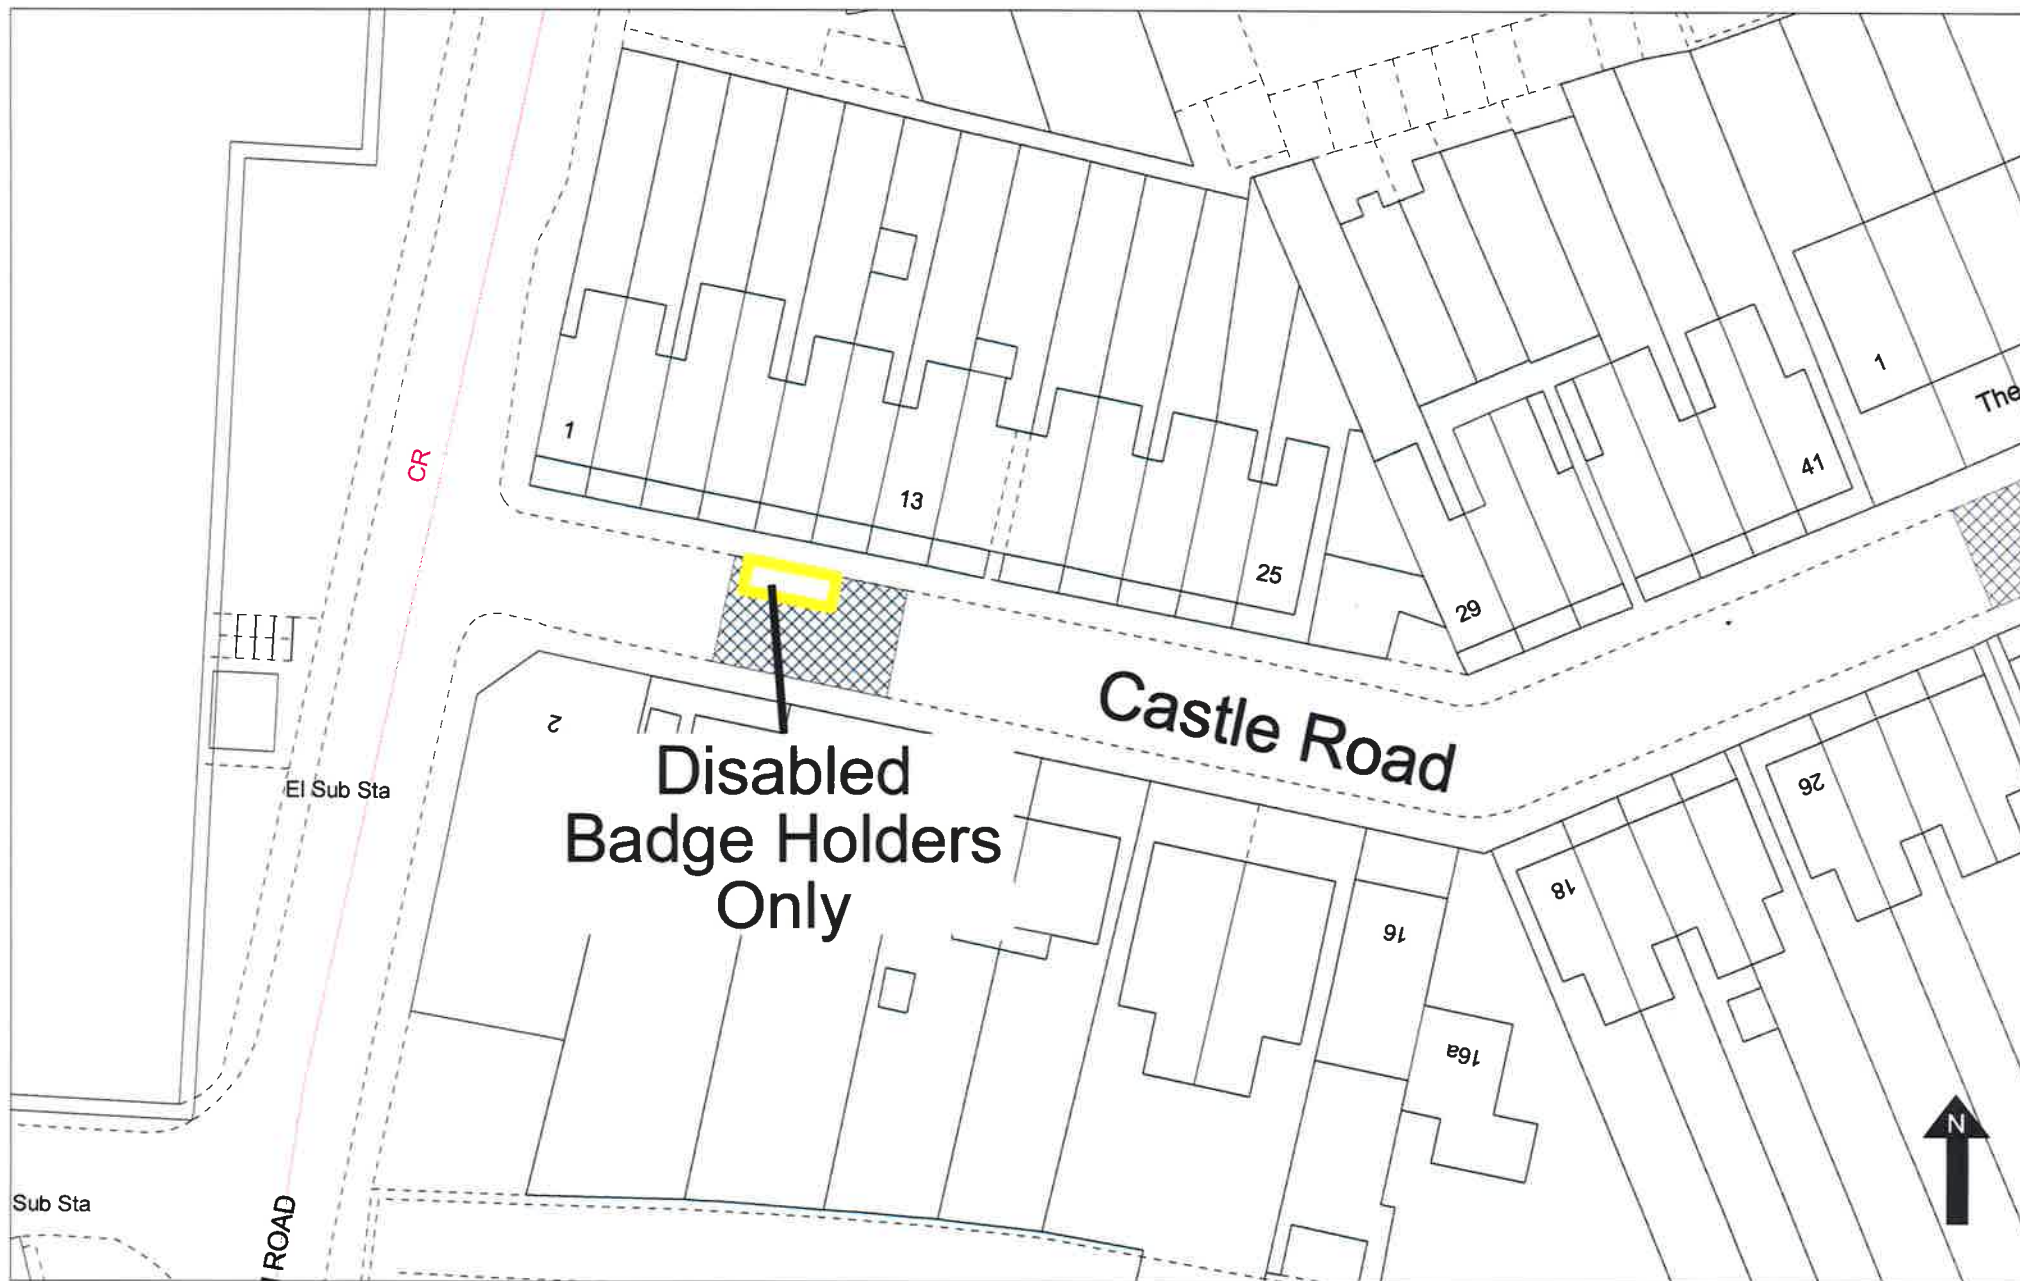 CR
1
13
25
29
41
1
The
2
Castle Road
Disabled
Badge Holders
Only
El Sub Sta
26
18
16
16a
N
Sub Sta
ROAD